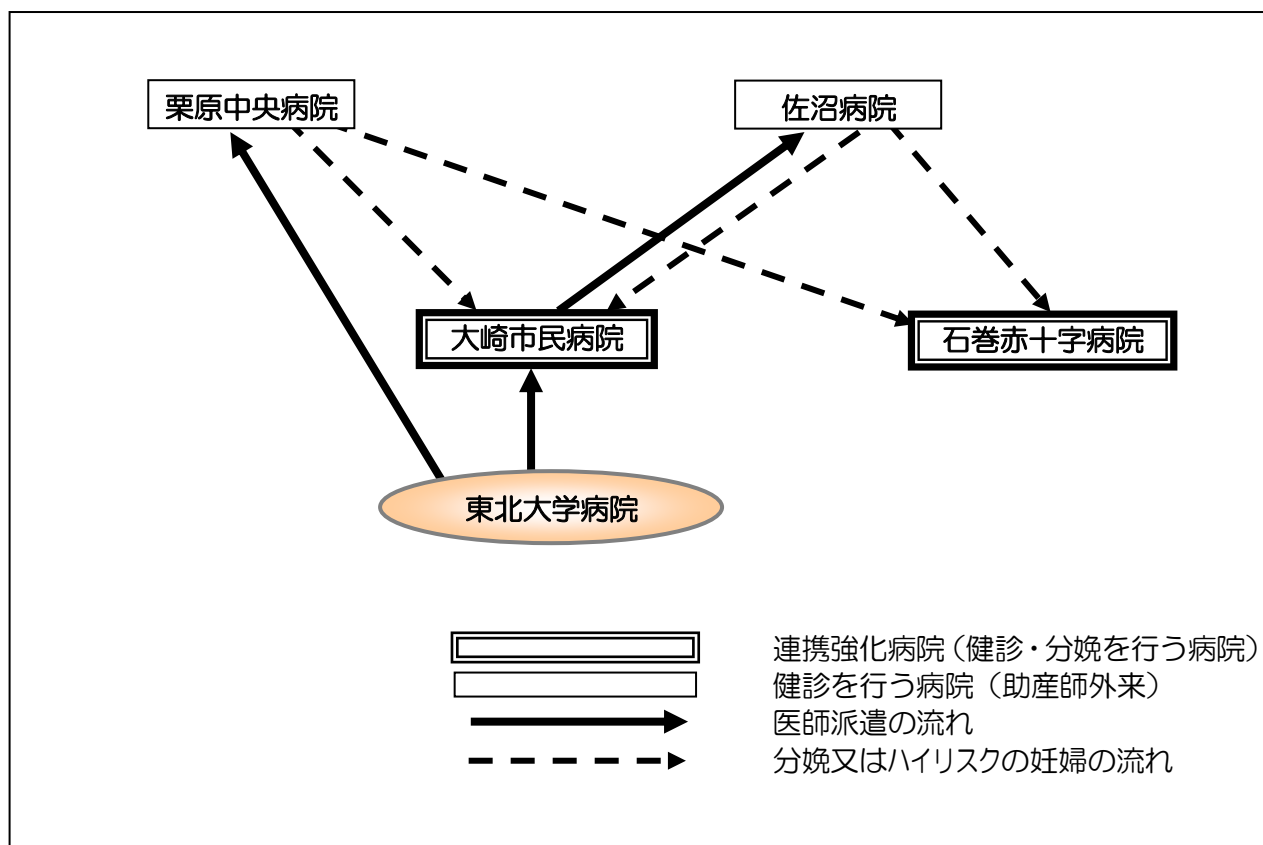 栗原中央病院
佐沼病院
大崎市民病院
石巻赤十字病院
東北大学病院
連携強化病院（健診・分娩を行う病院）
健診を行う病院（助産師外来）
医師派遣の流れ
分娩又はハイリスクの妊婦の流れ